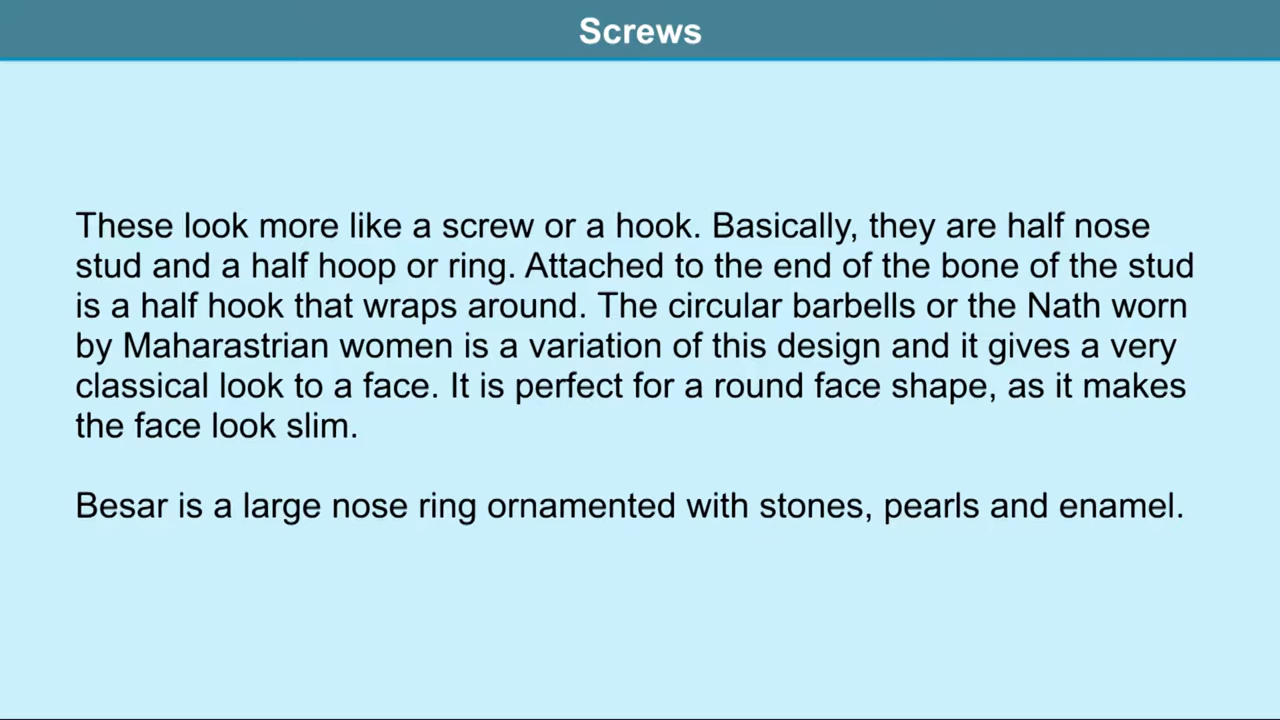 Screws
These look more like a screw or a hook. Basically, they are half nose
stud and a half hoop or ring. Attached to the end of the bone of the stud
is a half hook that wraps around. The circular barbells or the Nath worn
by Maharastrian women is a variation of this design and it gives a very
classical look to a face. It is perfect for a round face shape, as it makes
the face look slim.
Besar is a large nose ring ornamented with stones, pearls and enamel.